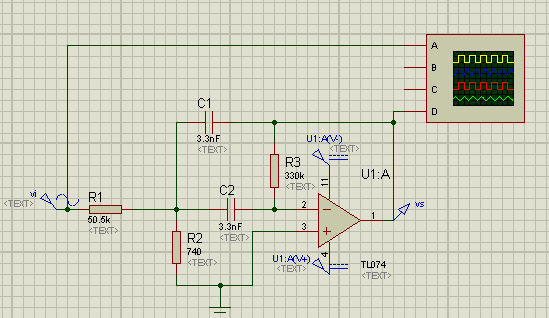 A
B
C
D
C1
3.3nF
<TEXT>
U1:A(V-)
R3
330k
<TEXT>
11
U1:A
vi
<TEXT>
R1
50.5k
<TEXT>
C2
3.3nF
<TEXT>
2
3
1
vs
4
R2
740
<TEXT>
U1:A(V+)
<TEXT>
TL074
<TEXT>